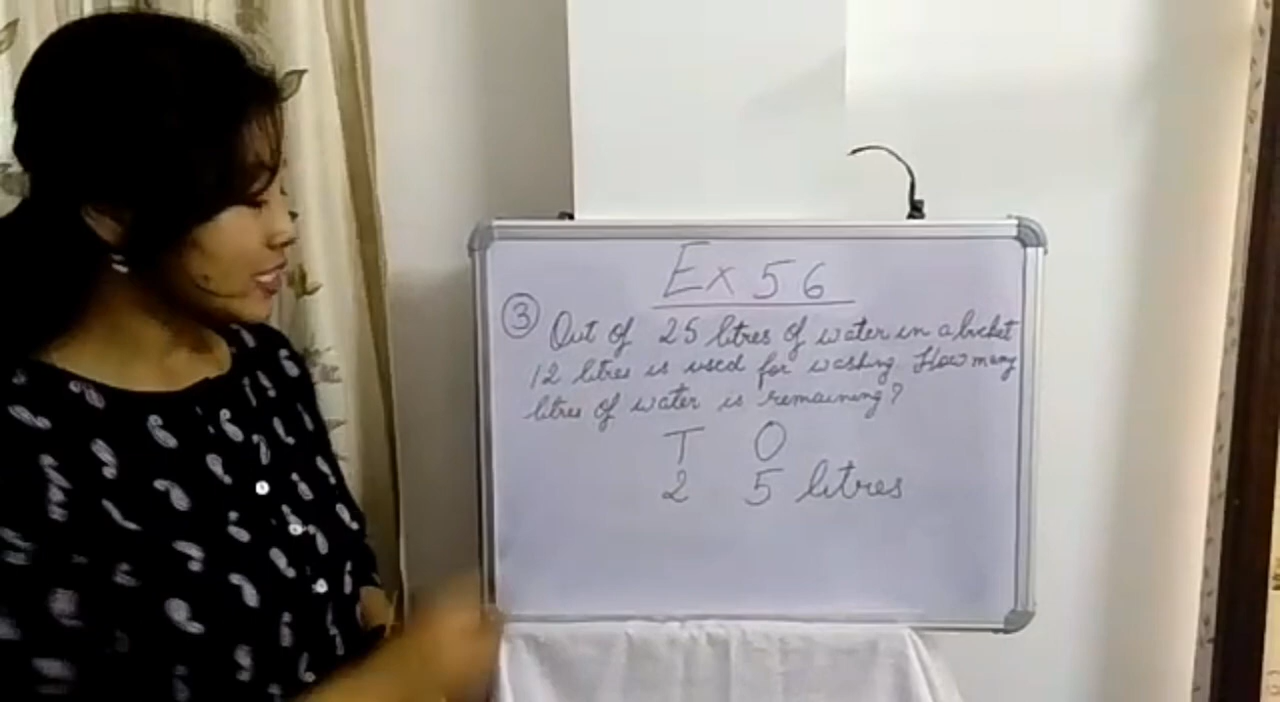 Ex 56
③ Out of 25 litres of water in a bucket
12 litres is used for washing. How many
litres of water is remaining?
T O
2 5 litres